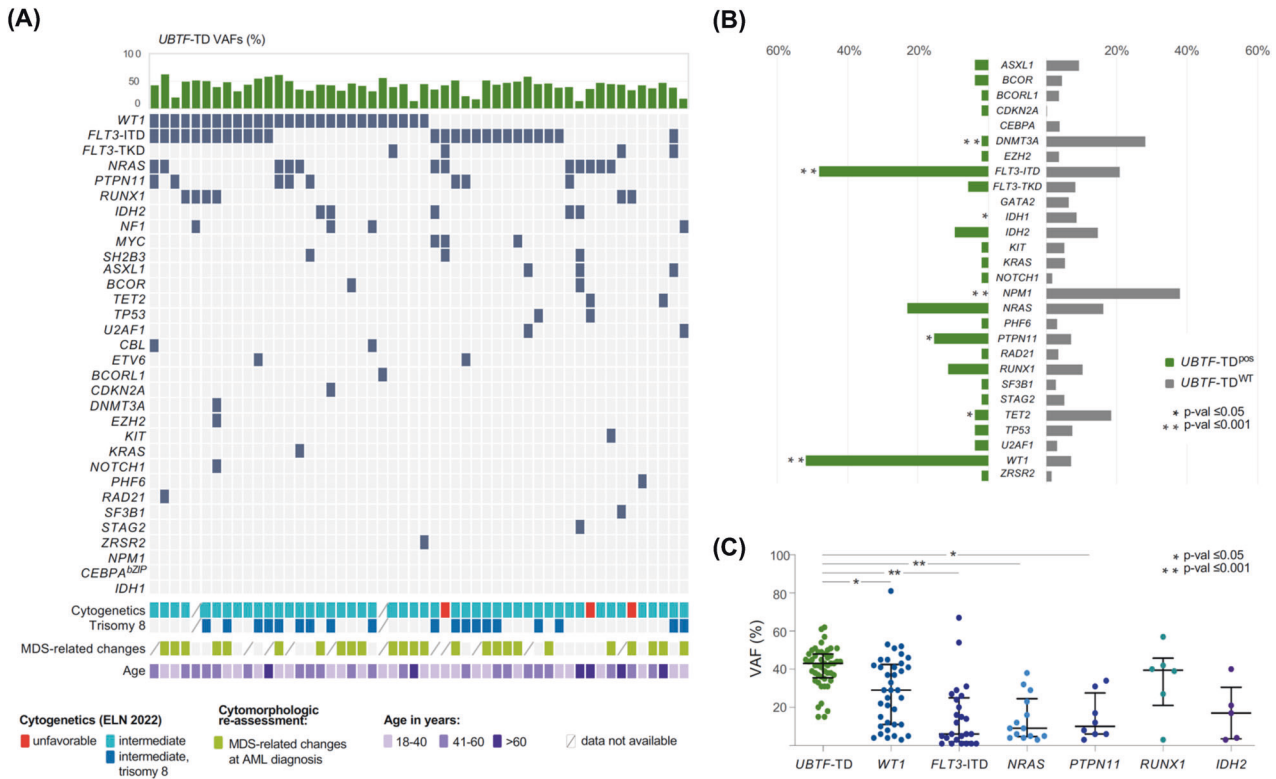 (A)
UBTF-TD VAFs (%)
100
50
0
WT1
FLT3-ITD
FLT3-TKD
NRAS
PTPN11
RUNX1
IDH2
NF1
MYC
SH2B3
ASXL1
BCOR
TET2
TP53
U2AF1
CBL
ETV6
BCORL1
CDKN2A
DNMT3A
EZH2
KIT
KRAS
NOTCH1
PHF6
RAD21
SF3B1
STAG2
ZRSR2
NPM1
CEBPA bZIP
IDH1
Cytogenetics
Trisomy 8
MDS-related changes
Age
Cytogenetics (ELN 2022)
unfavorable
intermediate
intermediate,
trisomy 8
Cytomorphologic
re-assessment:
MDS-related changes
at AML diagnosis
Age in years:
18-40
41-60
>60
data not available
(B)
60% 40% 20% 20% 40% 60%
ASXL1
BCOR
BCORL1
CDKN2A
CEBPA
** DNMT3A
EZH2
** FLT3-ITD
FLT3-TKD
GATA2
* IDH1
IDH2
KIT
KRAS
NOTCH1
** NPM1
NRAS
PHF6
* PTPN11
RAD21
RUNX1
SF3B1
STAG2
* TET2
TP53
U2AF1
** WT1
ZRSR2
UBTF-TDpos
UBTF-TDWT
* p-val ≤0.05
** p-val ≤0.001
(C)
VAF (%)
100
80
60
40
20
*
**
**
*
* p-val ≤0.05
** p-val ≤0.001
UBTF-TD WT1 FLT3-ITD NRAS PTPN11 RUNX1 IDH2